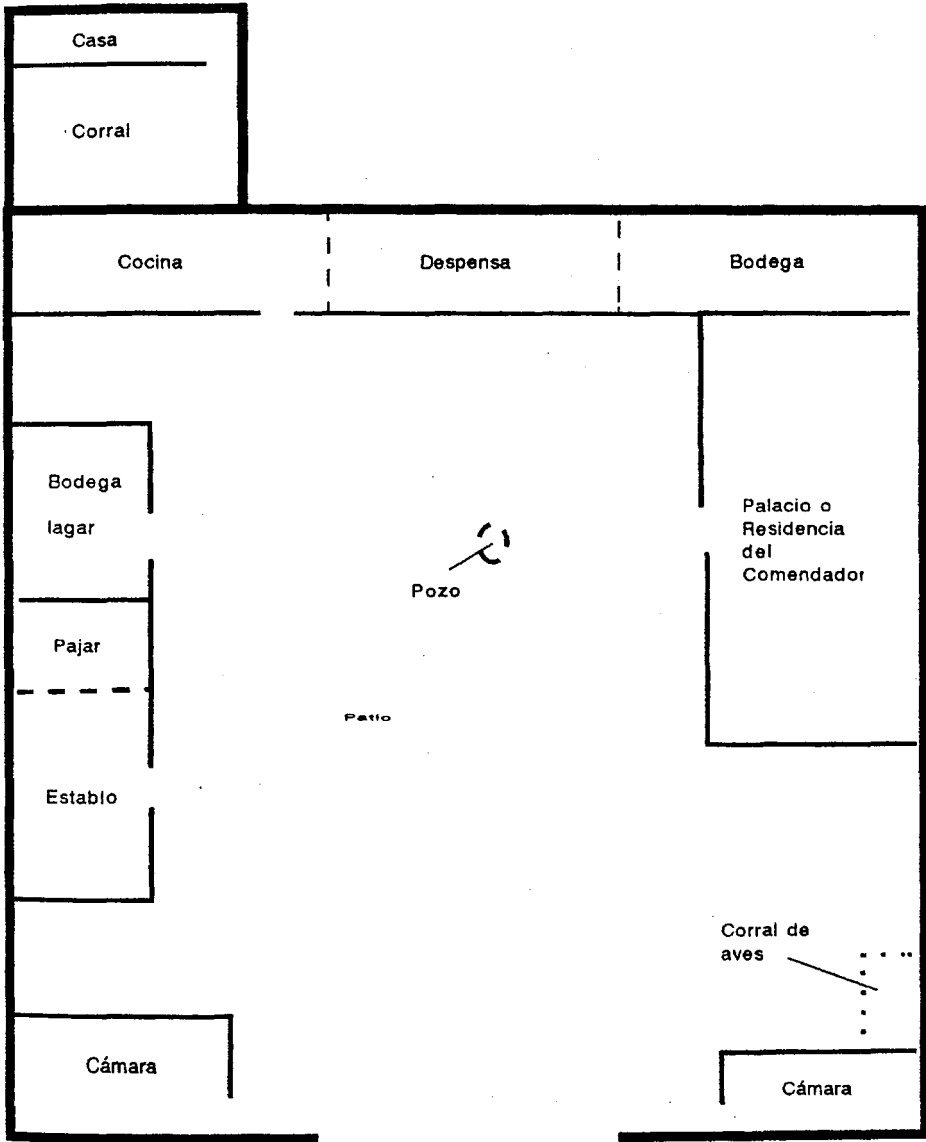 Casa
Corral
Cocina
Despensa
Bodega
Bodega
lagar
Palacio o
Residencia
del
Comendador
Pozo
Pajar
Patio
Establo
Corral de
aves
Cámara
Cámara